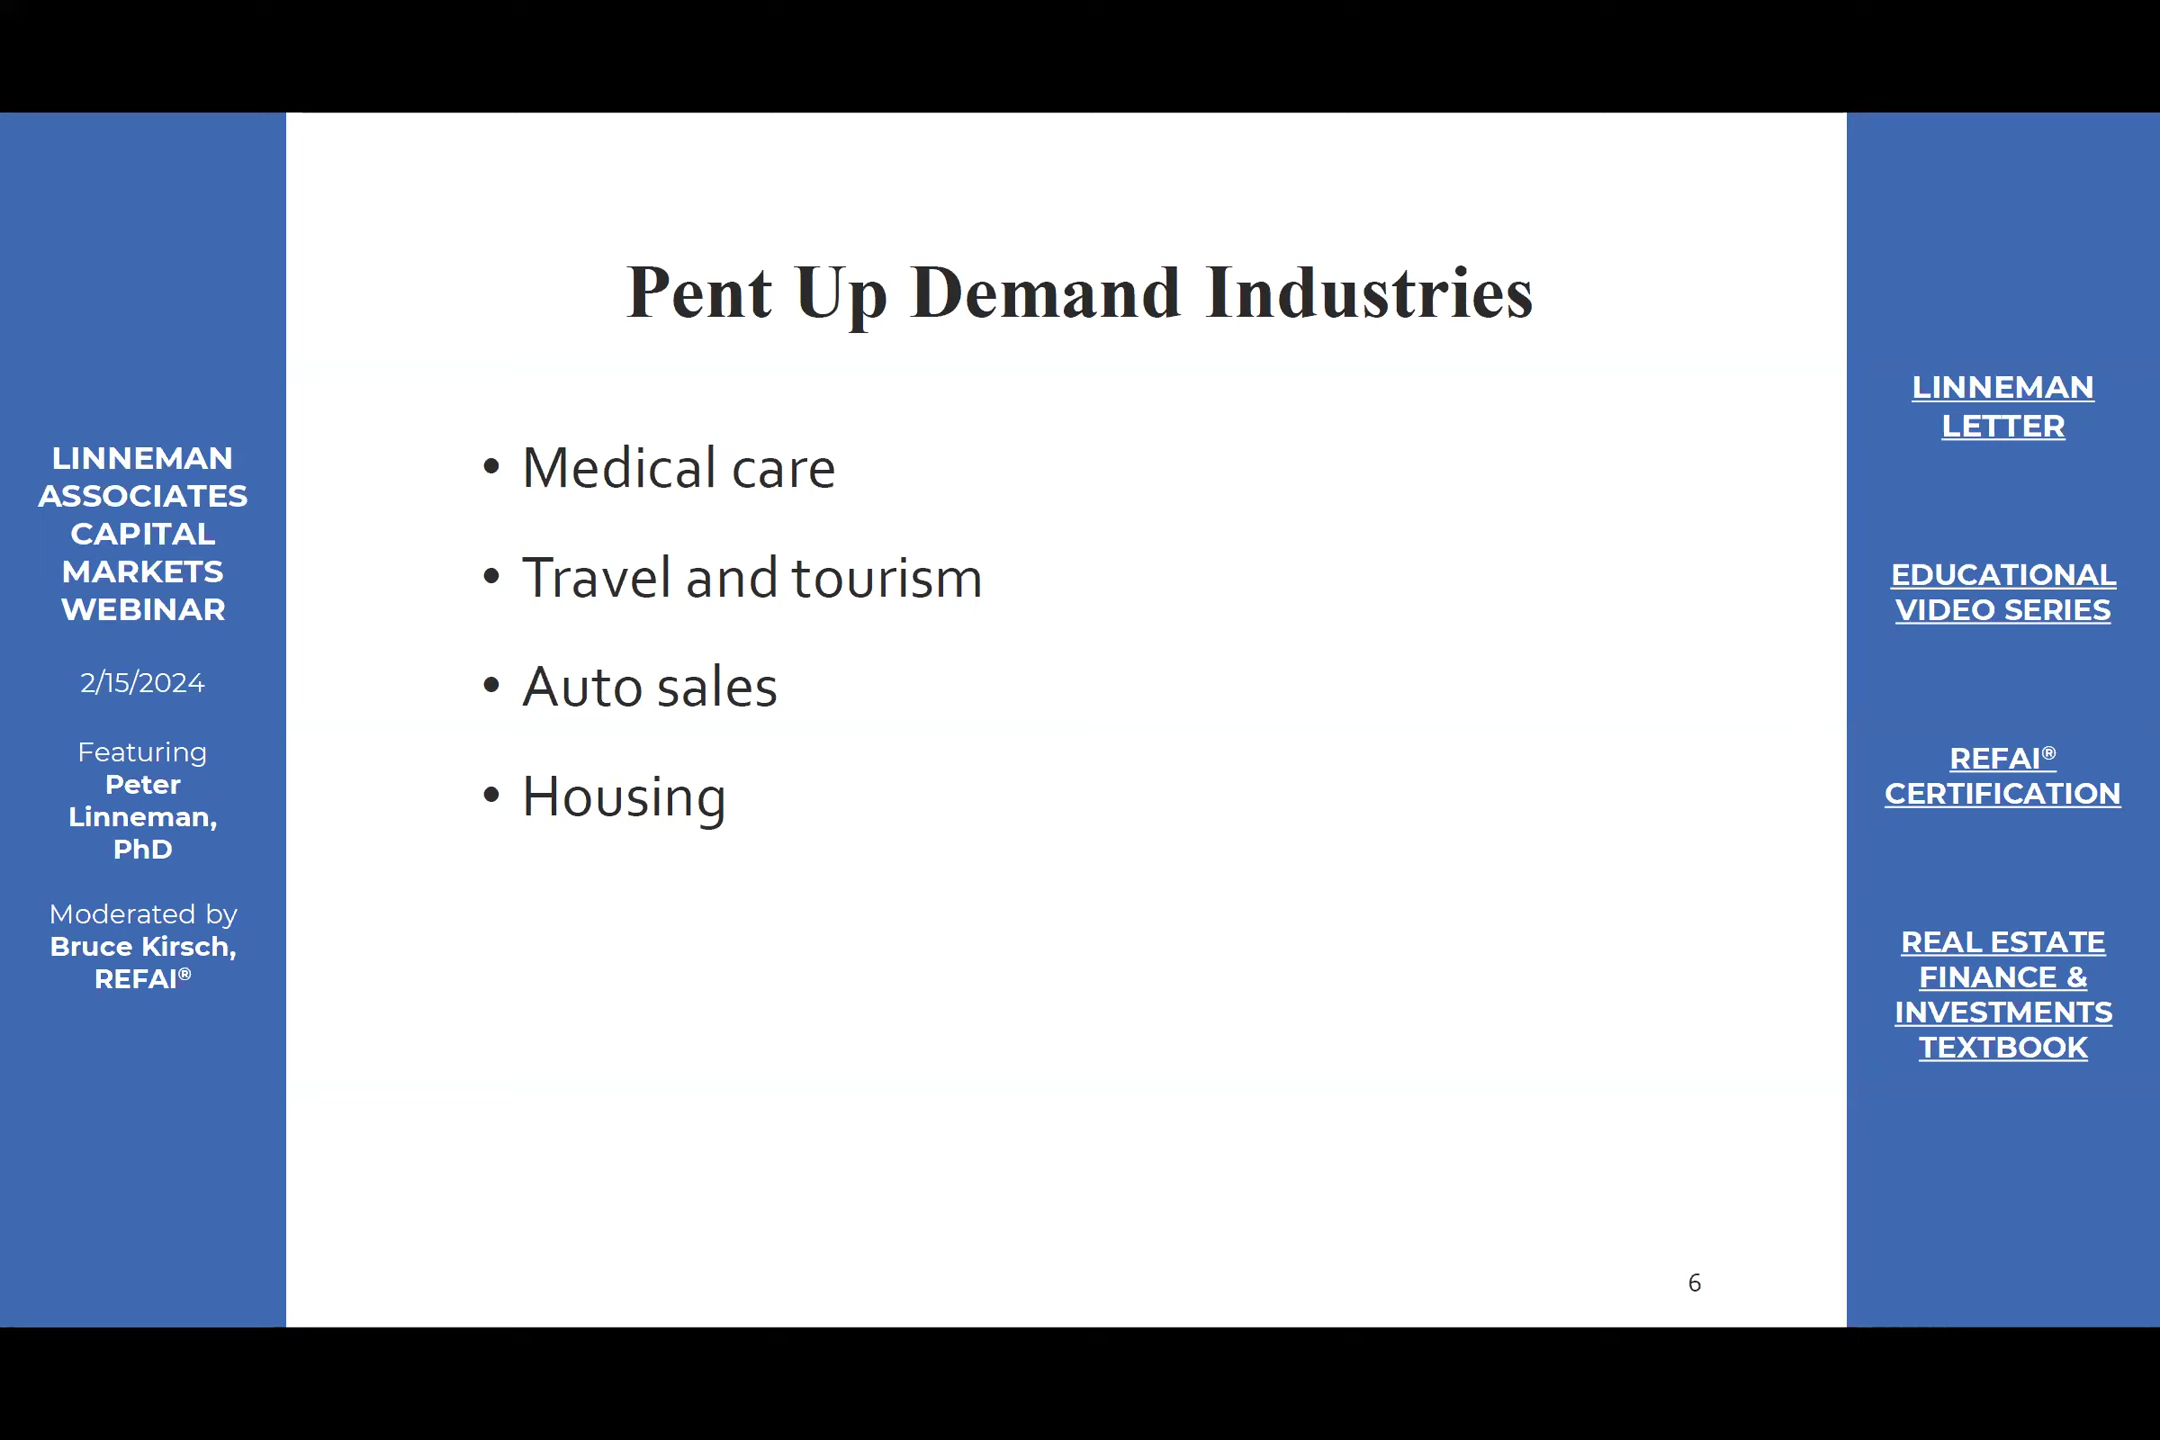 LINNEMAN
ASSOCIATES
CAPITAL
MARKETS
WEBINAR
2/15/2024
Featuring
Peter
Linneman,
PhD
Moderated by
Bruce Kirsch,
REFAI®
Pent Up Demand Industries
• Medical care
• Travel and tourism
• Auto sales
• Housing
6
LINNEMAN
LETTER
EDUCATIONAL
VIDEO SERIES
REFAI®
CERTIFICATION
REAL ESTATE
FINANCE &
INVESTMENTS
TEXTBOOK